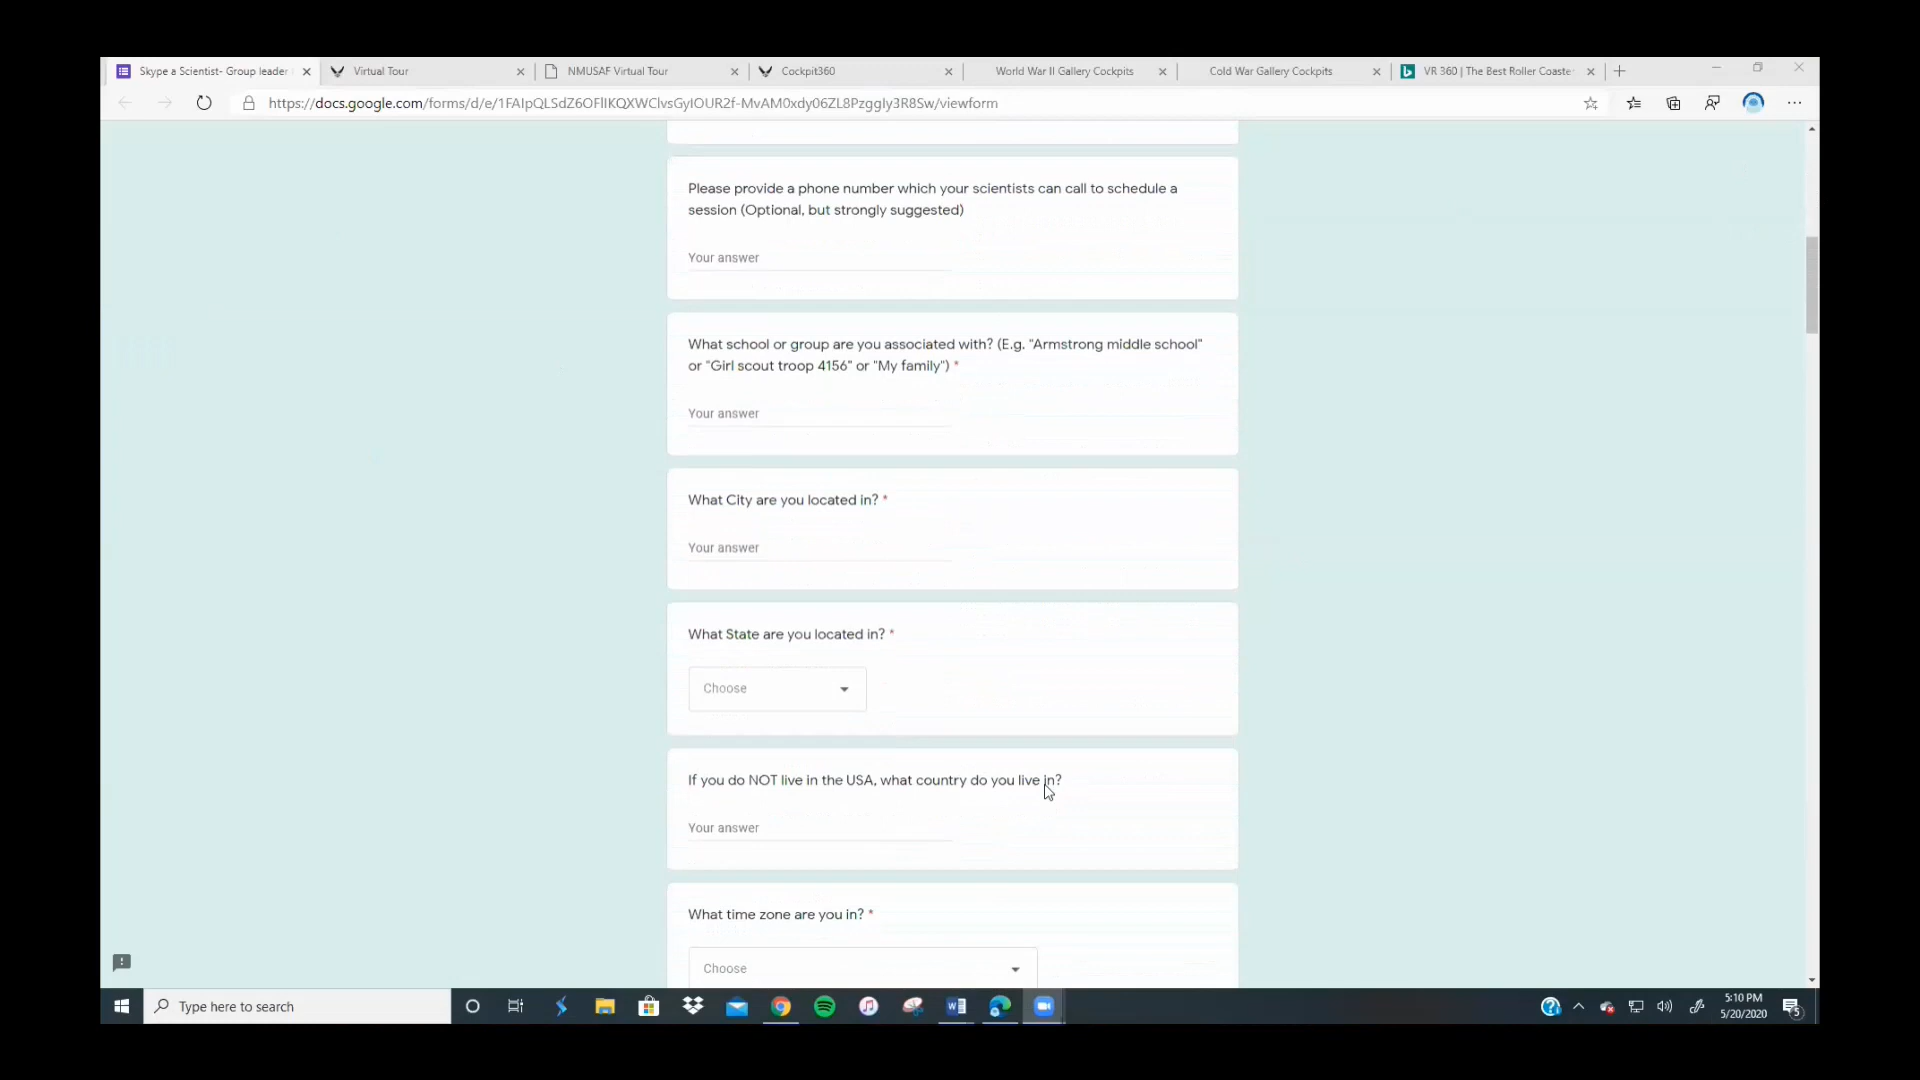 Skype a Scientist- Group leader
Virtual Tour
NMUSAF Virtual Tour
Cockpit360
World War II Gallery Cockpits
Cold War Gallery Cockpits
VR 360 | The Best Roller Coaste
https://docs.google.com/forms/d/e/1FAIpQLSdZ6OFlIKQXWClvsGyIOUR2f-MvAM0xdy06ZL8PzggIy3R8Sw/viewform
Please provide a phone number which your scientists can call to schedule a
session (Optional, but strongly suggested)
Your answer
What school or group are you associated with? (E.g. "Armstrong middle school"
or "Girl scout troop 4156" or "My family") *
Your answer
What City are you located in? *
Your answer
What State are you located in? *
Choose
If you do NOT live in the USA, what country do you live in?
Your answer
What time zone are you in? *
Choose
Type here to search
5:10 PM
5/20/2020
5